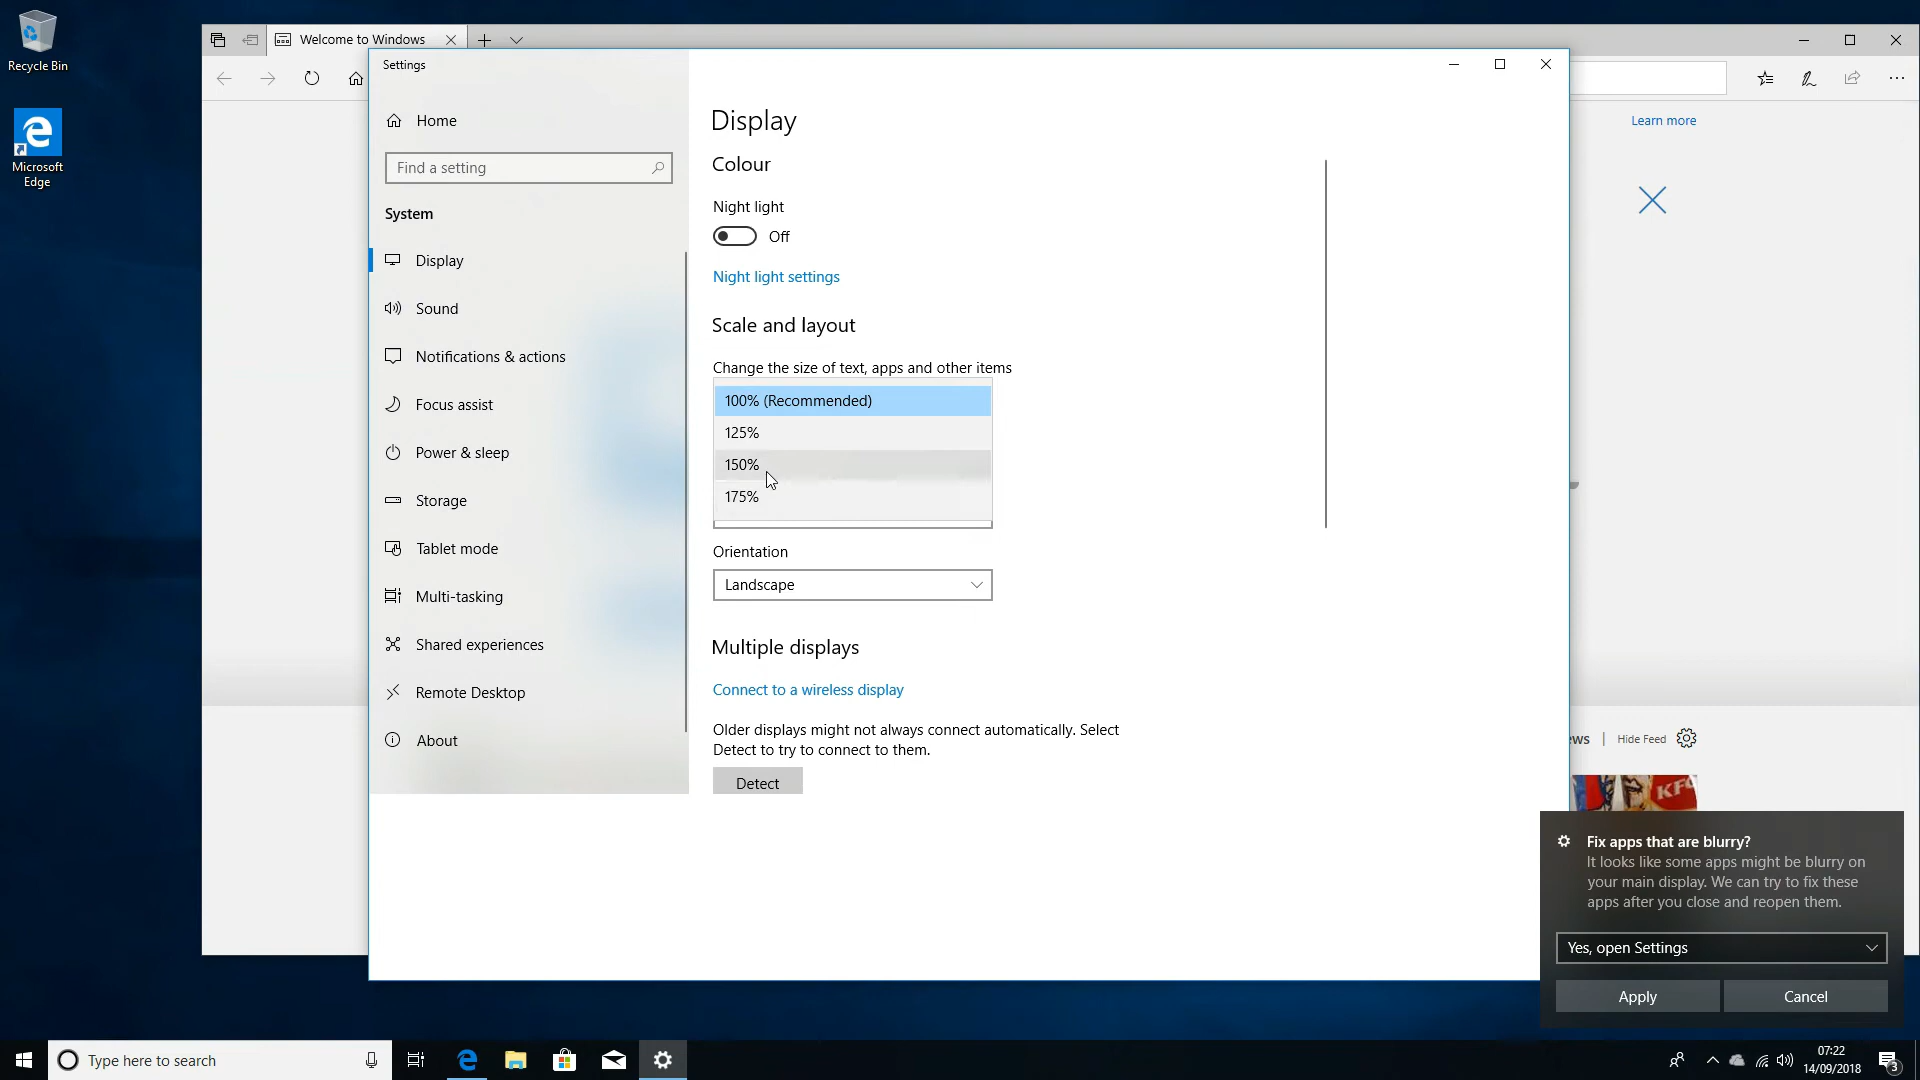 Recycle Bin
Microsoft
Edge
Welcome to Windows
Learn more
ews | Hide Feed
KFC
Settings
Home
Find a setting
System
Display
Sound
Notifications & actions
Focus assist
Power & sleep
Storage
Tablet mode
Multi-tasking
Shared experiences
Remote Desktop
About
Display
Colour
Night light
Off
Night light settings
Scale and layout
Change the size of text, apps and other items
100% (Recommended)
125%
150%
175%
Orientation
Landscape
Multiple displays
Connect to a wireless display
Older displays might not always connect automatically. Select
Detect to try to connect to them.
Detect
Fix apps that are blurry?
It looks like some apps might be blurry on
your main display. We can try to fix these
apps after you close and reopen them.
Yes, open Settings
Apply
Cancel
Type here to search
07:22
14/09/2018
3